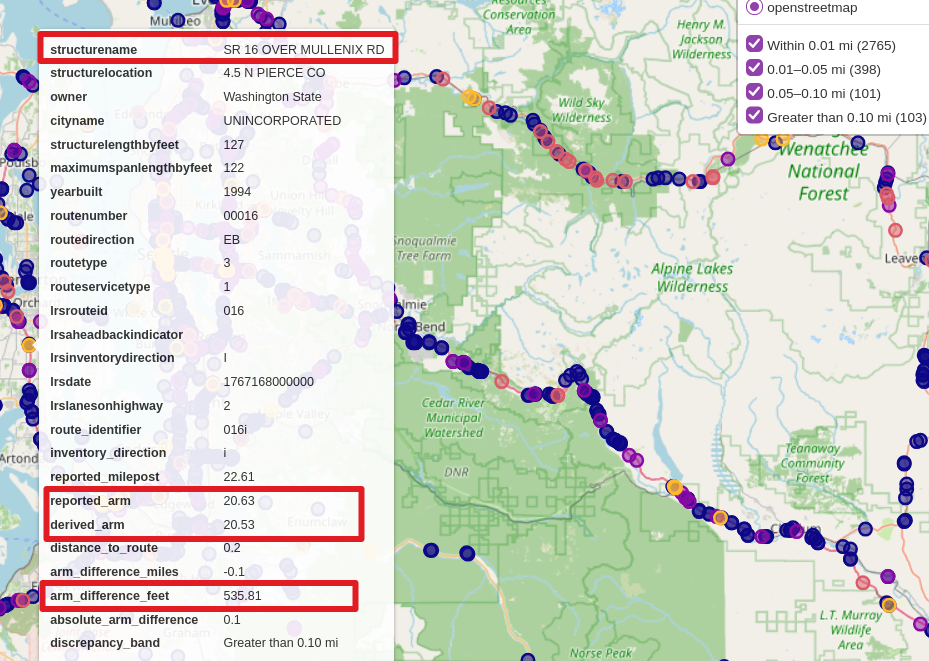 structurename SR 16 OVER MULLENIX RD
structurelocation 4.5 N PIERCE CO
owner Washington State
cityname UNINCORPORATED
structurelengthbyfeet 127
maximumspanlengthbyfeet 122
yearbuilt 1994
routenumber 00016
routedirection EB
routetype 3
routeservicetype 1
lrsrouteid 016
lrsaheadbackindicator
lrsinventorydirection I
lrsdate 1767168000000
lrslanesonhighway 2
route_identifier 016i
inventory_direction i
reported_milepost 22.61
reported_arm 20.63
derived_arm 20.53
distance_to_route 0.2
arm_difference_miles -0.1
arm_difference_feet 535.81
absolute_arm_difference 0.1
discrepancy_band Greater than 0.10 mi
openstreetmap
Within 0.01 mi (2765)
0.01–0.05 mi (398)
0.05–0.10 mi (101)
Greater than 0.10 mi (103)
Conservation
Area
Henry M.
Jackson
Wilderness
Wild Sky
Wilderness
Wenatchee
National
Forest
Snoqualmie
Tree Farm
Alpine Lakes
Wilderness
Bend
Cedar River
Municipal
Watershed
DNR
Teanaway
Community
Forest
L.T. Murray
Wildlife
Area
Norse Peak
Sammamish
Enumclaw